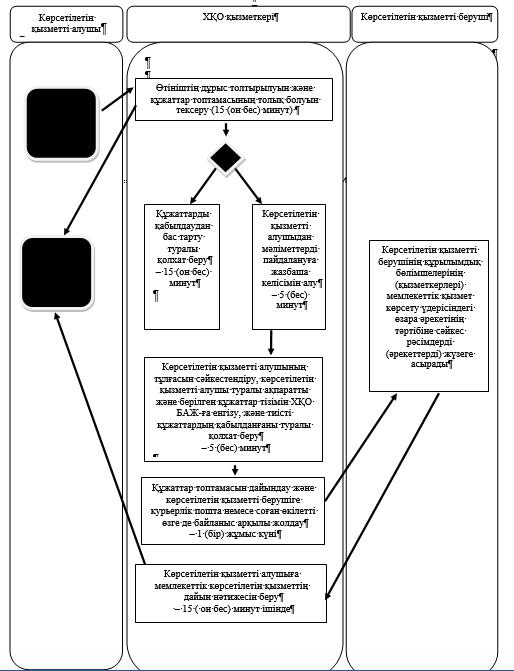 Көрсетілетін
қызметті алушы
ХҚО қызметкері
Көрсетілетін қызметті беруші
Өтініштің дұрыс толтырылуын және
құжаттар топтамасының толық болуын
тексеру (15 (он бес) минут)
Құжаттарды
қабылдаудан
бас тарту
туралы
қолхат беру
– 15 (он бес)
минут
Көрсетілетін
қызметті
алушыдан
мәліметтерді
пайдалануға
жазбаша
келісімін алу
– 5 (бес)
минут
Көрсетілетін қызметті
берушінің құрылымдық
бөлімшелерінің
(қызметкерлері)
мемлекеттік қызмет
көрсету үдерісіндегі
өзара әрекетінің
тәртібіне сәйкес
рәсімдерді
(әрекеттерді) жүзеге
асырады
Көрсетілетін қызметті алушының
тұлғасын сәйкестендіру, көрсетілетін
қызметті алушы туралы ақпаратты
және берілген құжаттар тізімін ХҚО
БАЖ-ға енгізу, және тиісті
құжаттардың қабылданғаны туралы
қолхат беру
– 5 (бес) минут
Құжаттар топтамасын дайындау және
көрсетілетін қызметті берушіге
курьерлік пошта немесе соған өкілетті
өзге де байланыс арқылы жолдау
– 1 (бір) жұмыс күні
Көрсетілетін қызметті алушыға
мемлекеттік көрсетілетін қызметтің
дайын нәтижесін беру
– 15 ( он бес) минут ішінде